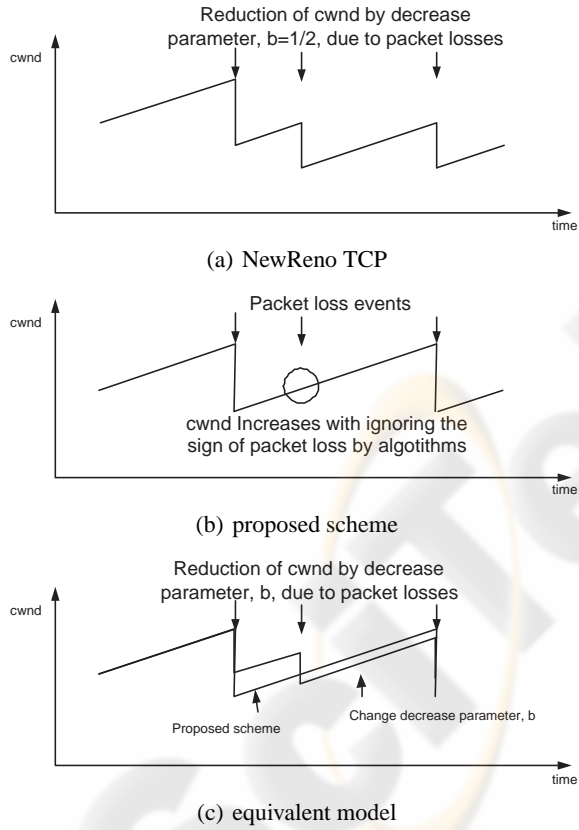 Reduction of cwnd by decrease
parameter, b=1/2, due to packet losses
cwnd
time
(a) NewReno TCP
cwnd
Packet loss events
cwnd Increases with ignoring the
sign of packet loss by algotithms
time
(b) proposed scheme
Reduction of cwnd by decrease
parameter, b, due to packet losses
cwnd
Proposed scheme
Change decrease parameter, b
time
(c) equivalent model